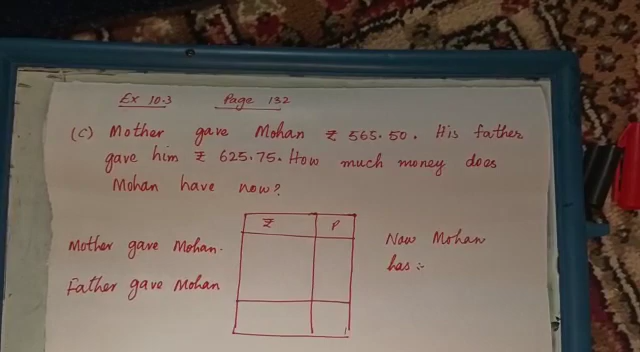 Ex 10.3 Page 132
(C) Mother gave Mohan ₹ 565.50. His father
gave him ₹ 625.75. How much money does
Mohan have now?
₹ P
Mother gave Mohan.
Father gave Mohan
Now Mohan
has :-